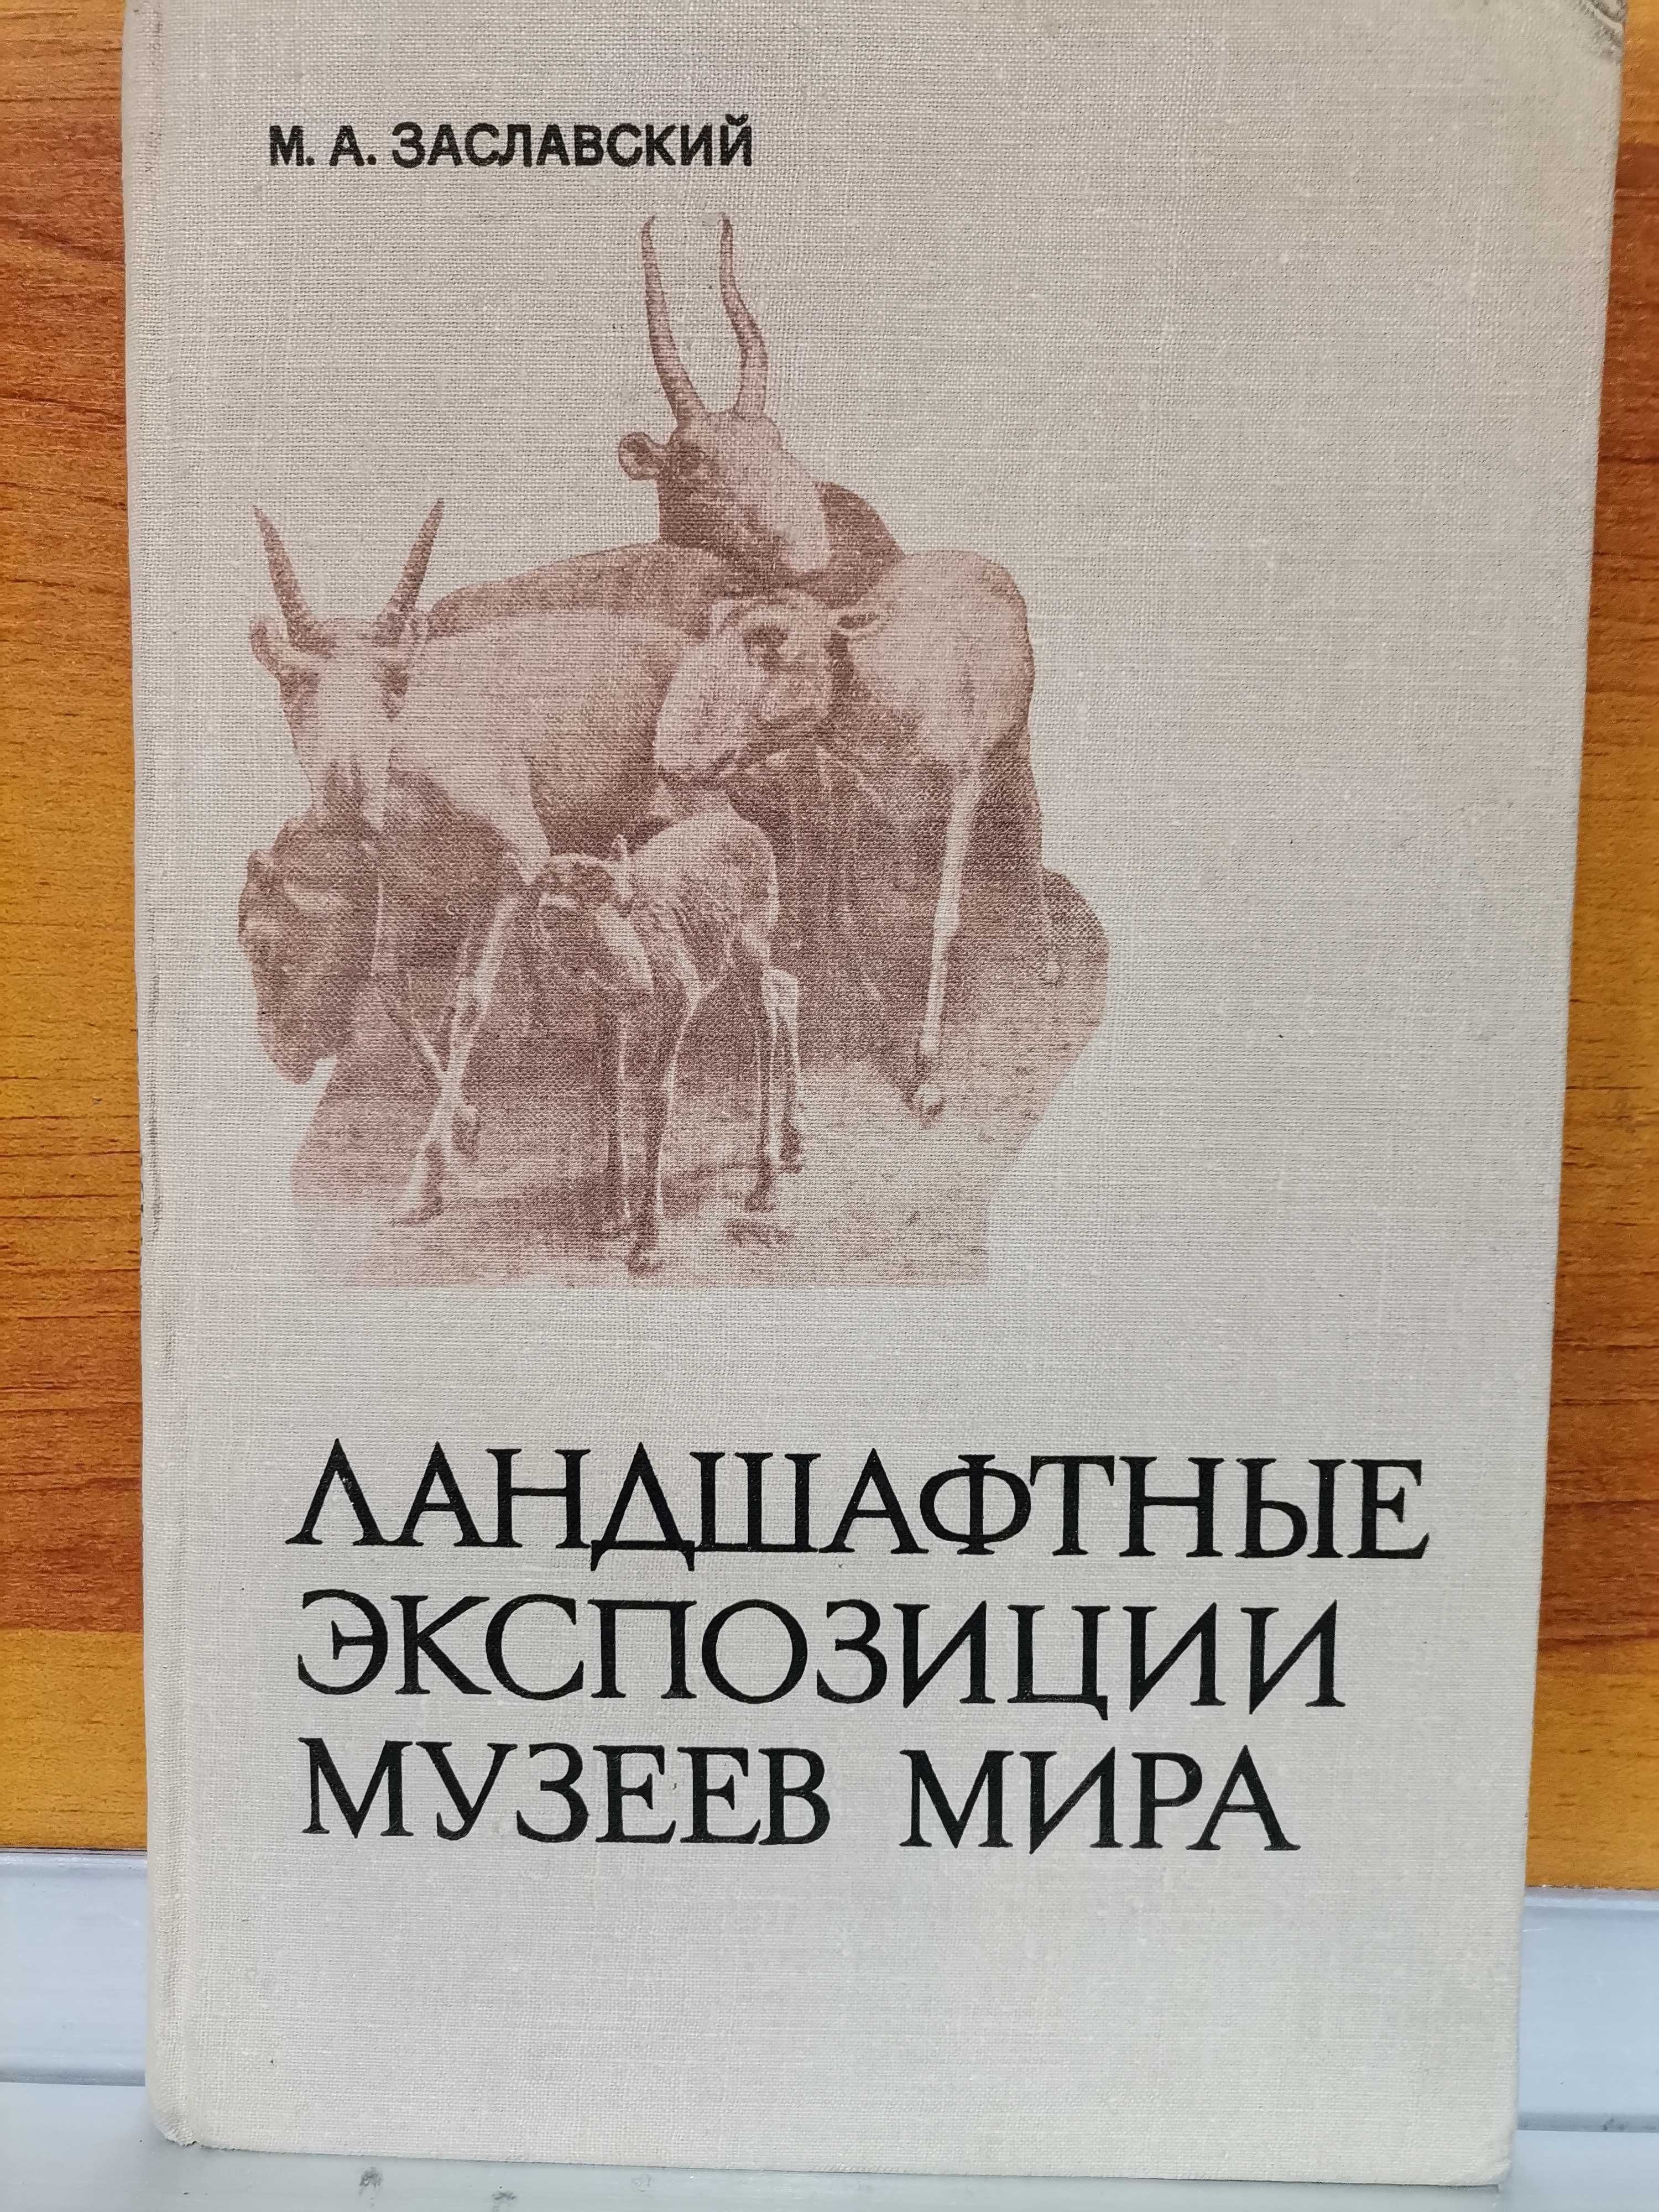 М. А. ЗАСЛАВСКИЙ
ЛАНДШАФТНЫЕ
ЭКСПОЗИЦИИ
МУЗЕЕВ МИРА